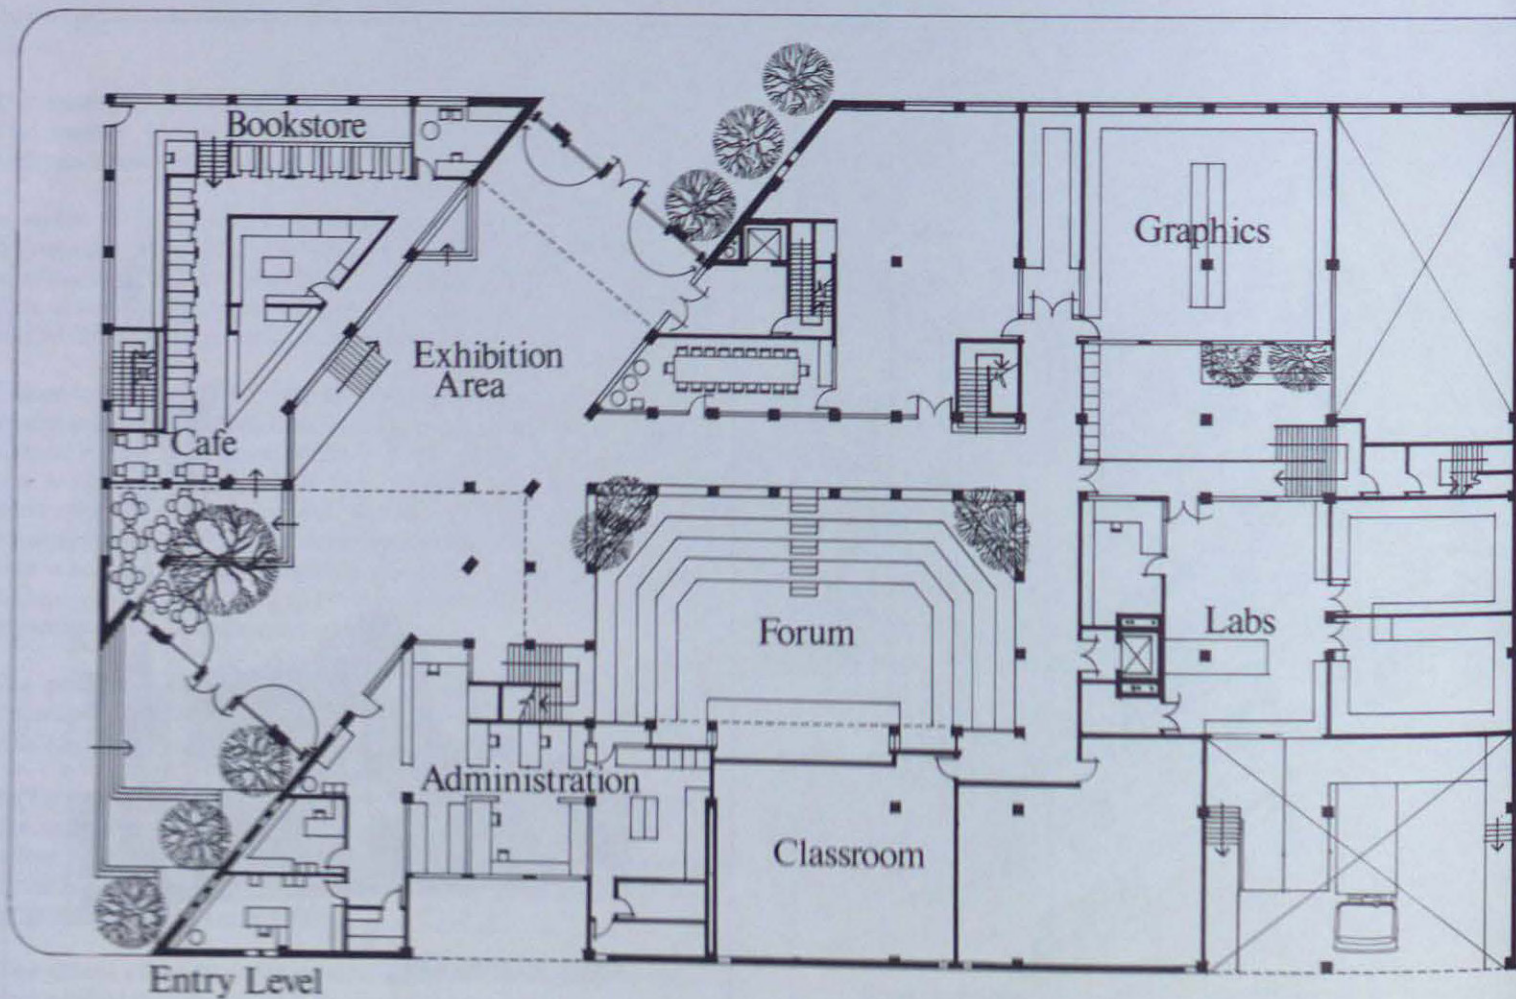 Bookstore
Graphics
Exhibition
Area
Cafe
Forum
Labs
Administration
Classroom
Entry Level